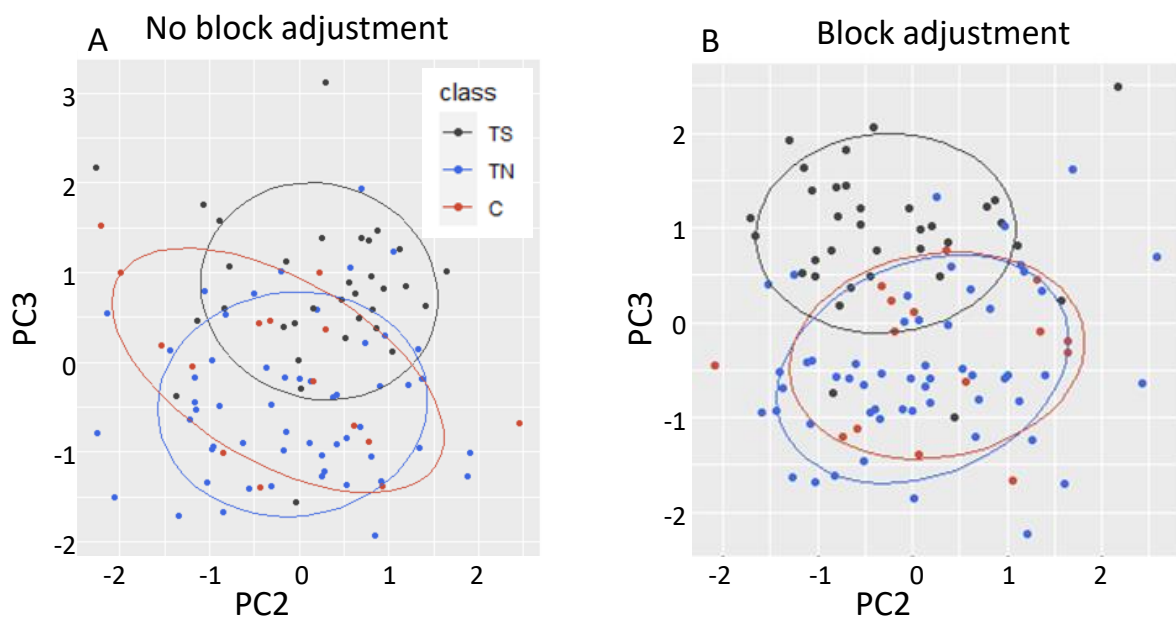 A No block adjustment
3
2
1
0
-1
-2
PC3
class
TS
TN
C
-2 -1 0 1 2
PC2
B Block adjustment
2
1
0
-1
-2
PC3
-2 -1 0 1 2
PC2